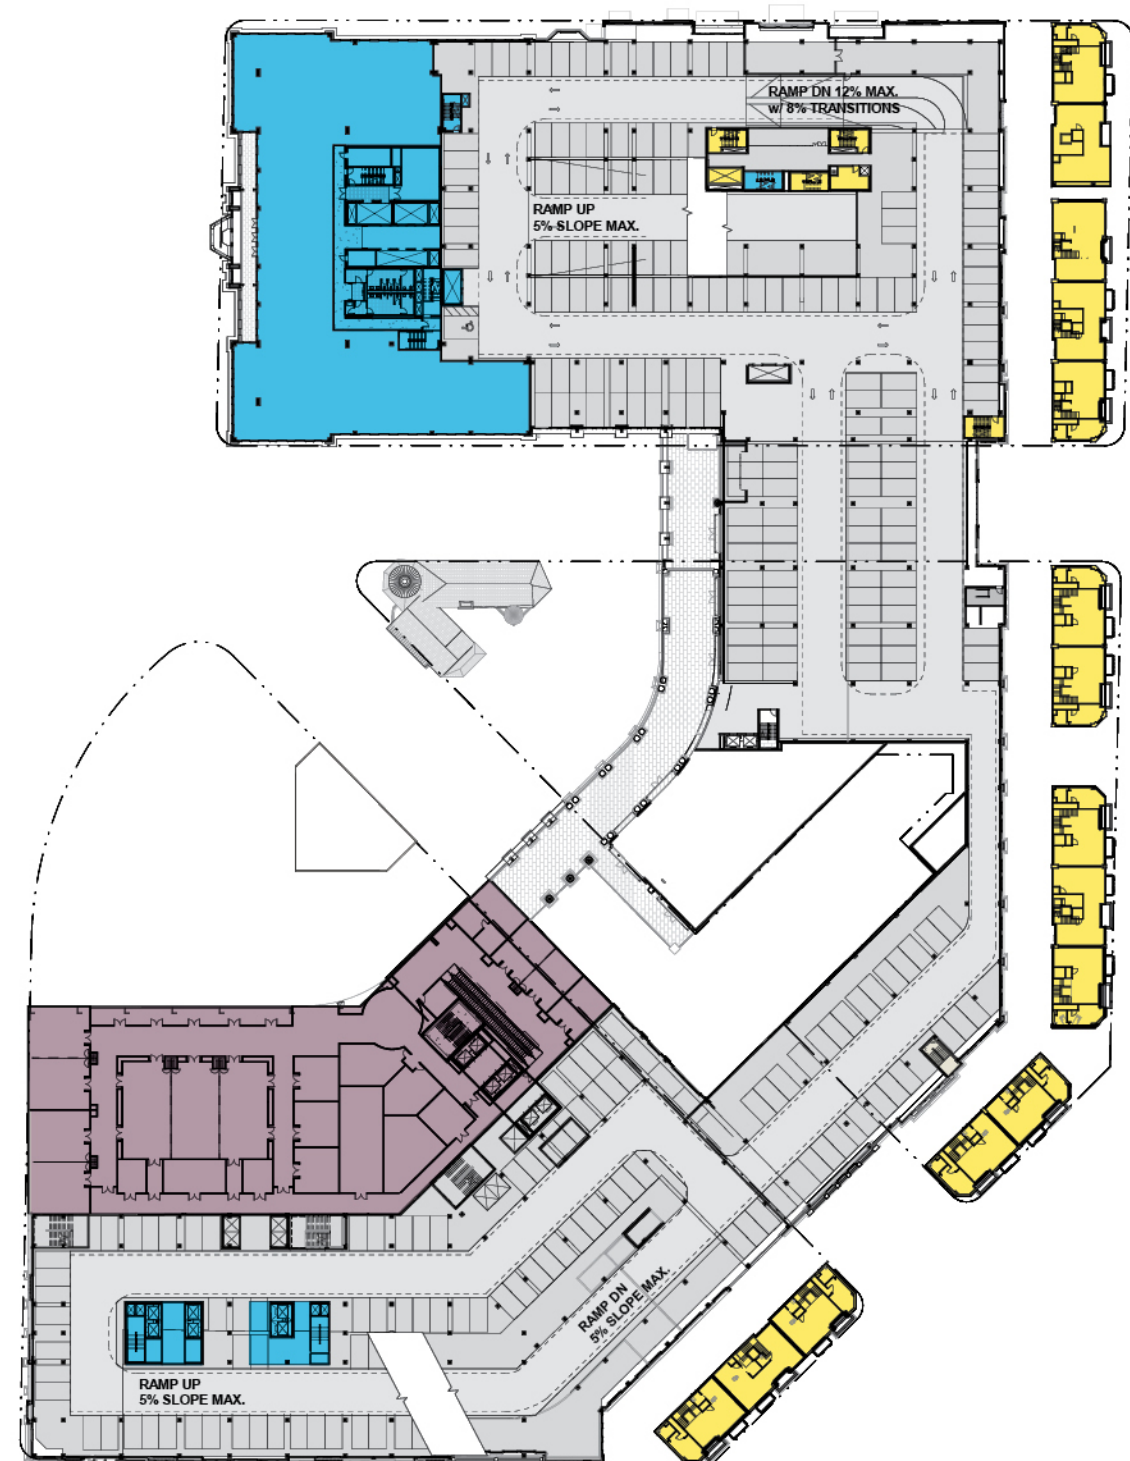 RAMP DN 12% MAX.
w/ 8% TRANSITIONS
RAMP UP
5% SLOPE MAX.
RAMP DN
5% SLOPE MAX.
RAMP UP
5% SLOPE MAX.